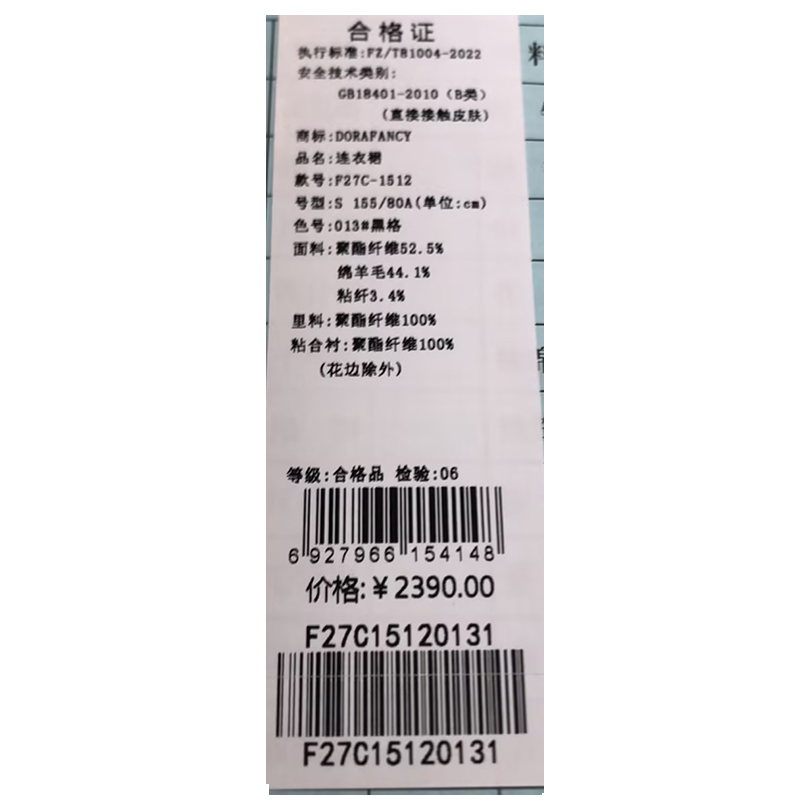 合格证
执行标准:FZ/T81004-2022
安全技术类别:
GB18401-2010（B类）
(直接接触皮肤)
商标:DORAFANCY
品名:连衣裙
款号:F27C-1512
号型:S 155/80A(单位:cm)
色号:013#黑格
面料:聚酯纤维52.5%
绵羊毛44.1%
粘纤3.4%
里料:聚酯纤维100%
粘合衬:聚酯纤维100%
(花边除外)
等级:合格品 检验:06
6 927966 154148
价格:￥2390.00
F27C15120131
F27C15120131